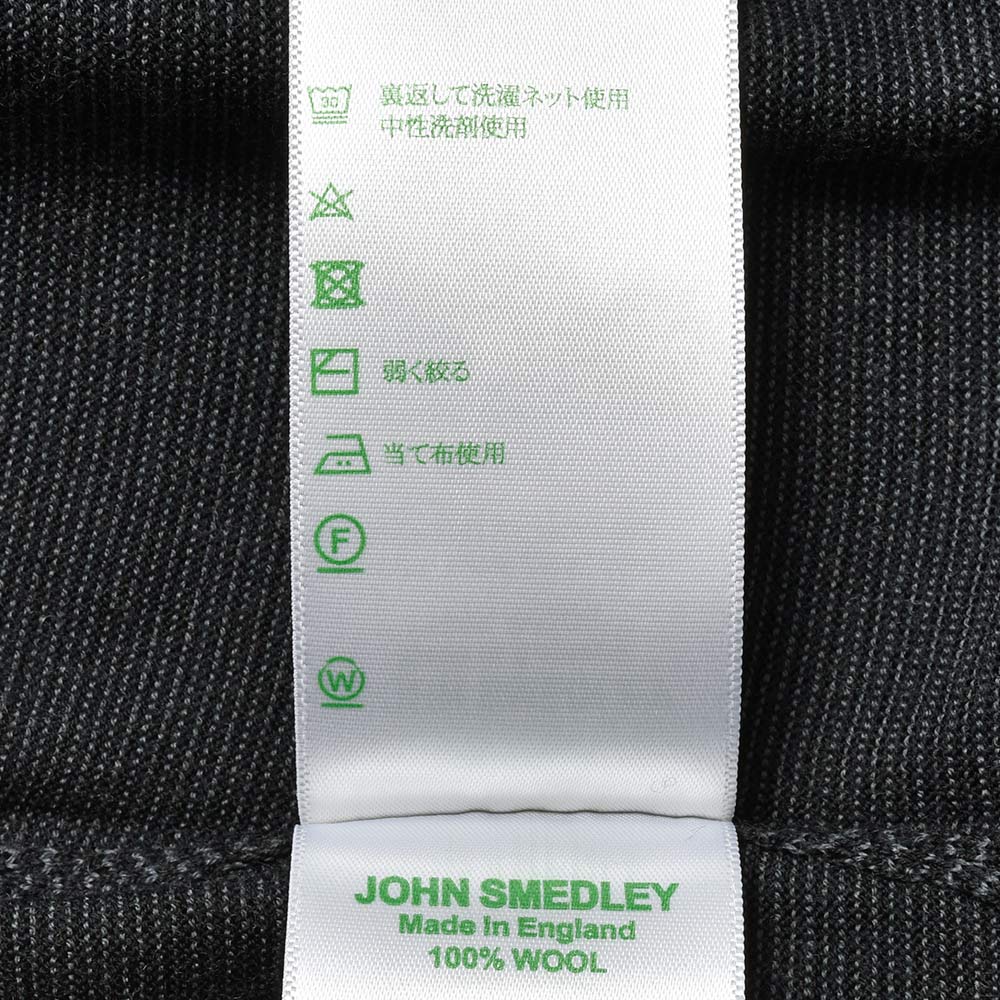 30
裏返して洗濯ネット使用
中性洗剤使用
弱く絞る
当て布使用
F
W
JOHN SMEDLEY
Made In England
100% WOOL